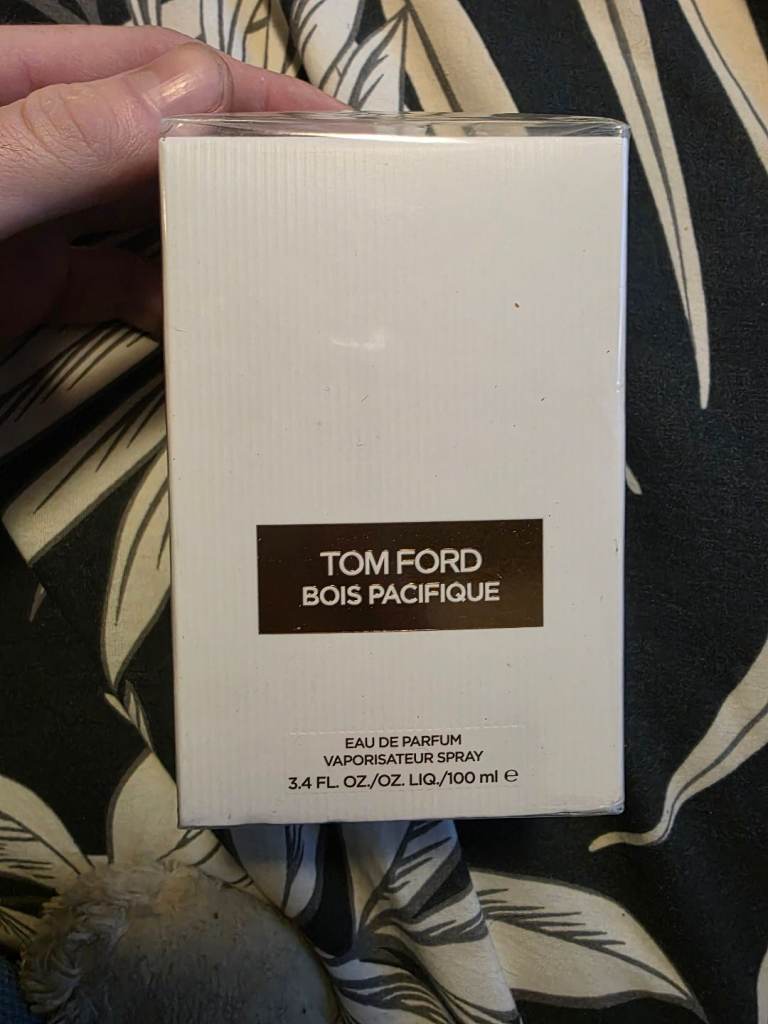 TOM FORD
BOIS PACIFIQUE
EAU DE PARFUM
VAPORISATEUR SPRAY
3.4 FL. OZ./OZ. LIQ./100 ml ℮